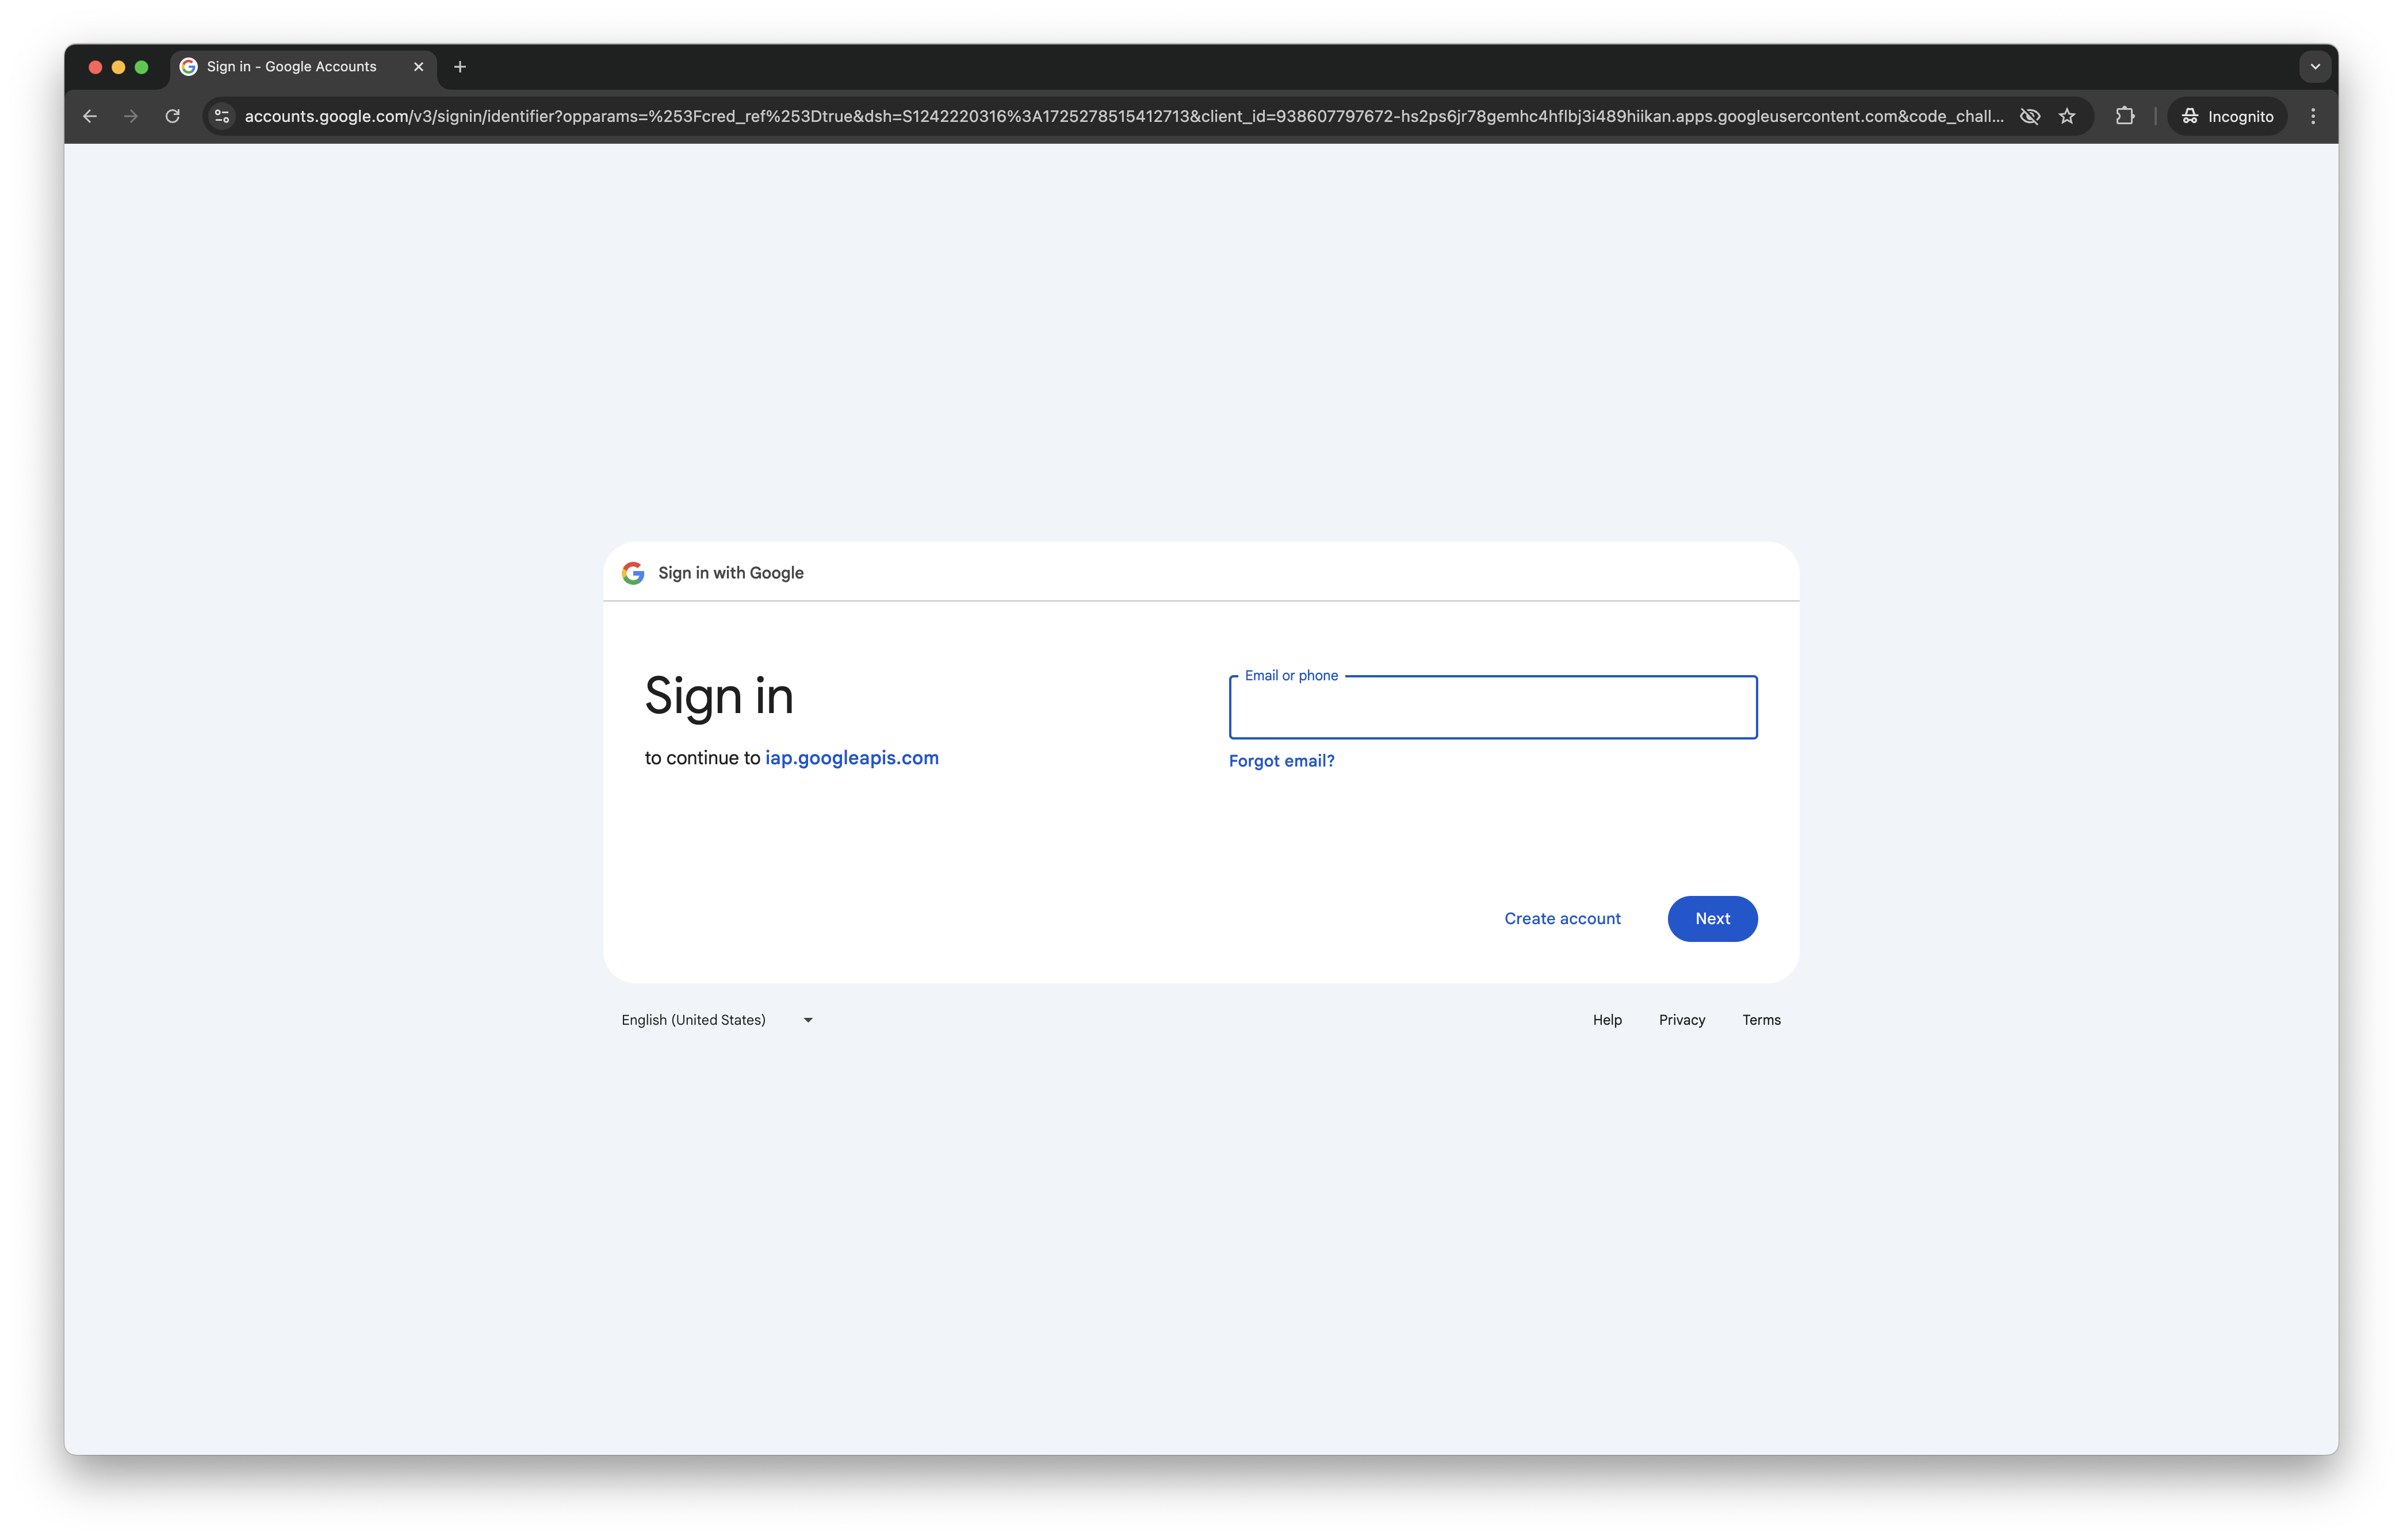 Sign in - Google Accounts
accounts.google.com/v3/signin/identifier?opparams=%253Fcred_ref%253Dtrue&dsh=S1242220316%3A1725278515412713&client_id=938607797672-hs2ps6jr78gemhc4hflbj3i489hiikan.apps.googleusercontent.com&code_chall...
Incognito
Sign in with Google
Sign in
to continue to iap.googleapis.com
Email or phone
Forgot email?
Create account
Next
English (United States)
Help Privacy Terms